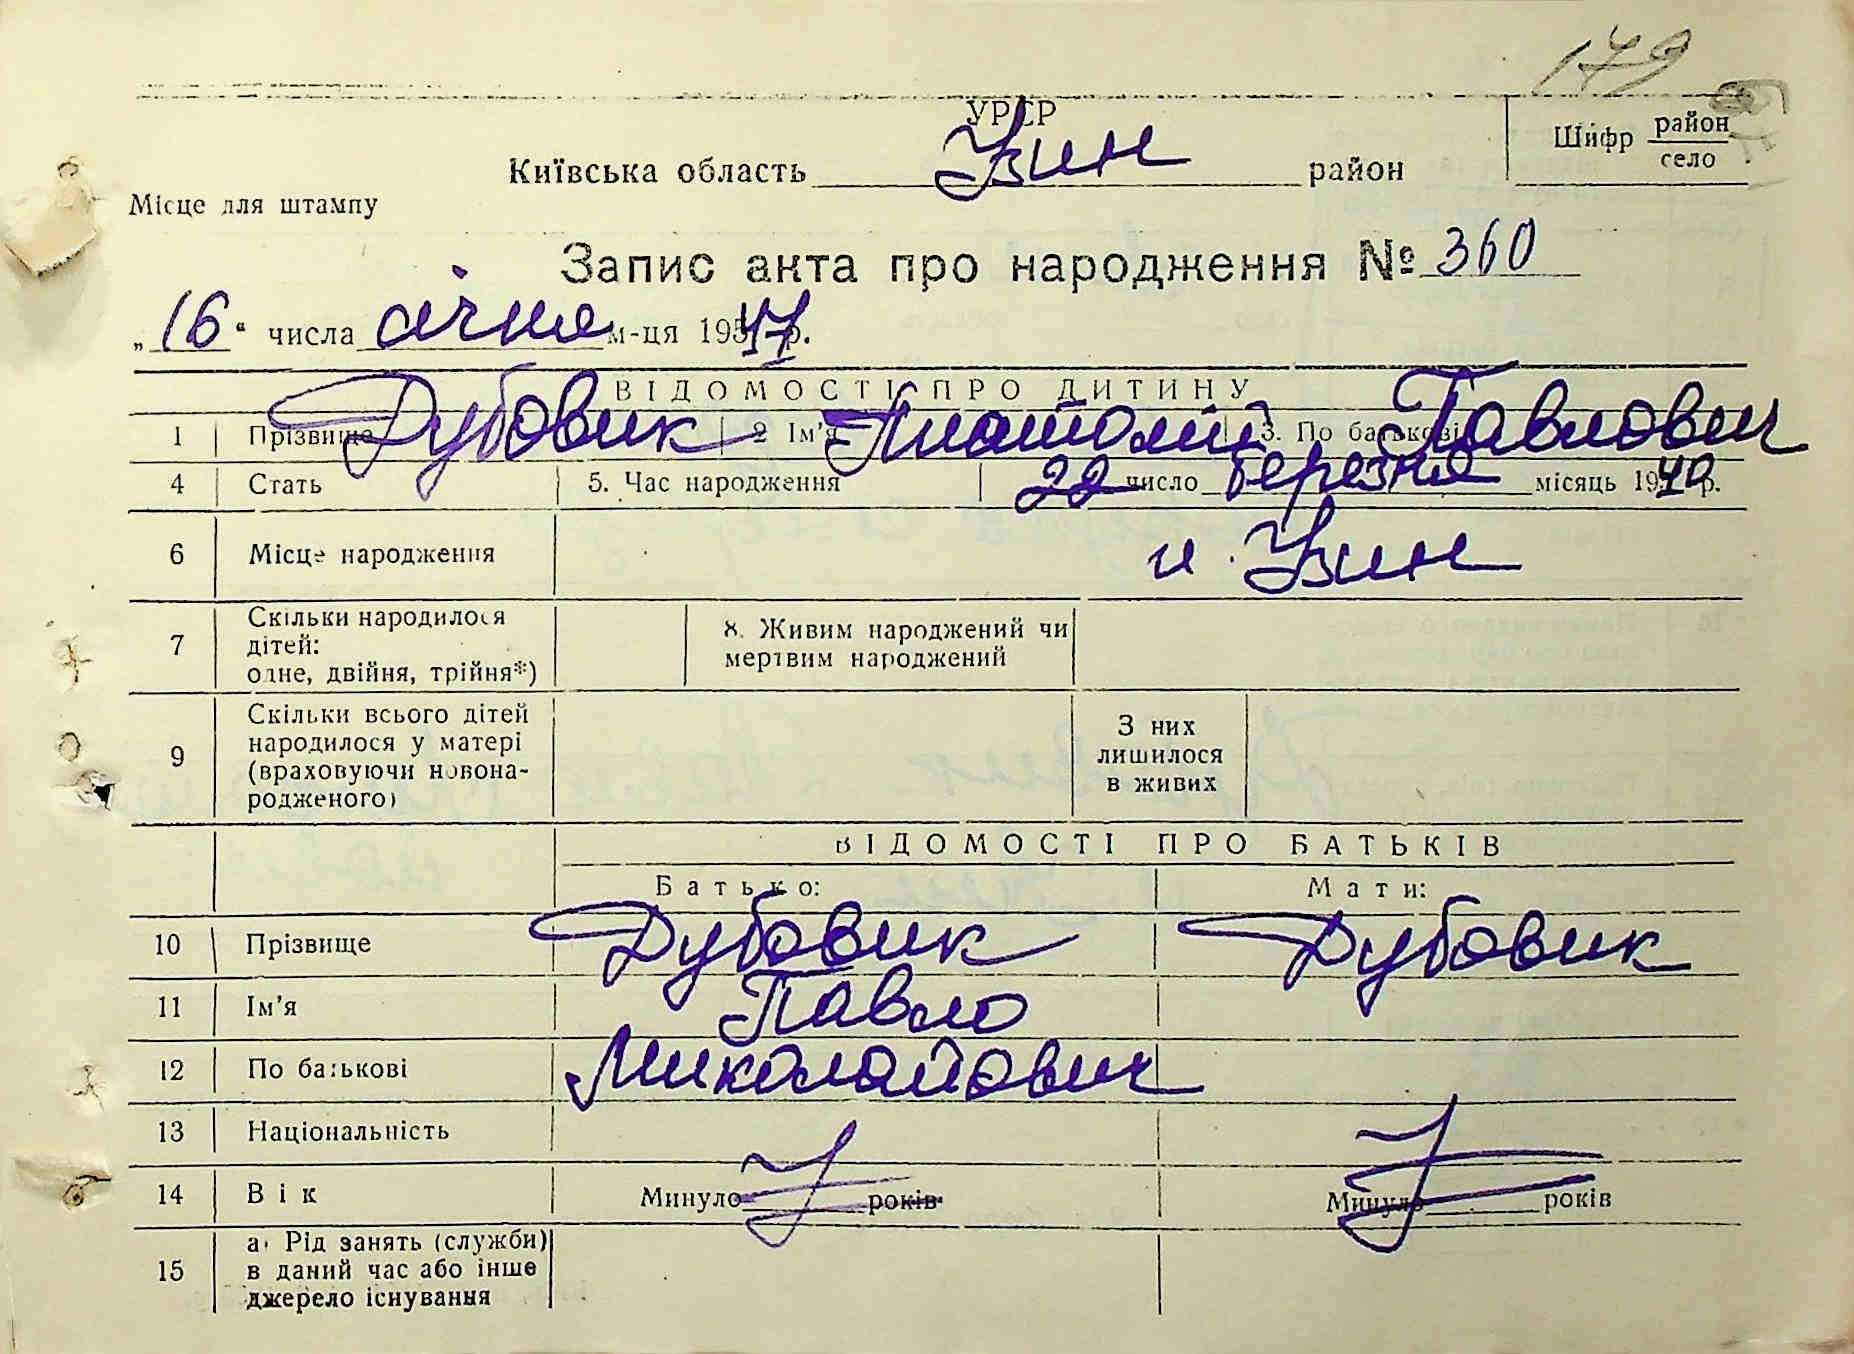 179
УРСР
Київська область Узин район
Шифр район
село
Місце для штампу
Запис акта про народження № 360
„16“ числа січня м-ця 1947 р.
ВІДОМОСТІ ПРО ДИТИНУ
1 Прізвище Дубовик 2 Ім'я Анатолій 3. По батькові Павлович
4 Стать 5. Час народження 22 число березня місяць 1940 р.
6 Місце народження м. Узин
7 Скільки народилося дітей: одне, двійня, трійня*) 8. Живим народжений чи мертвим народжений
9 Скільки всього дітей народилося у матері (враховуючи новонародженого) З них лишилося в живих
ВІДОМОСТІ ПРО БАТЬКІВ
Батько: Мати:
10 Прізвище Дубовик Дубовик
11 Ім'я Павло
12 По батькові Миколайович
13 Національність
14 Вік Минуло років Минуло років
15 а) Рід занять (служби) в даний час або інше джерело існування